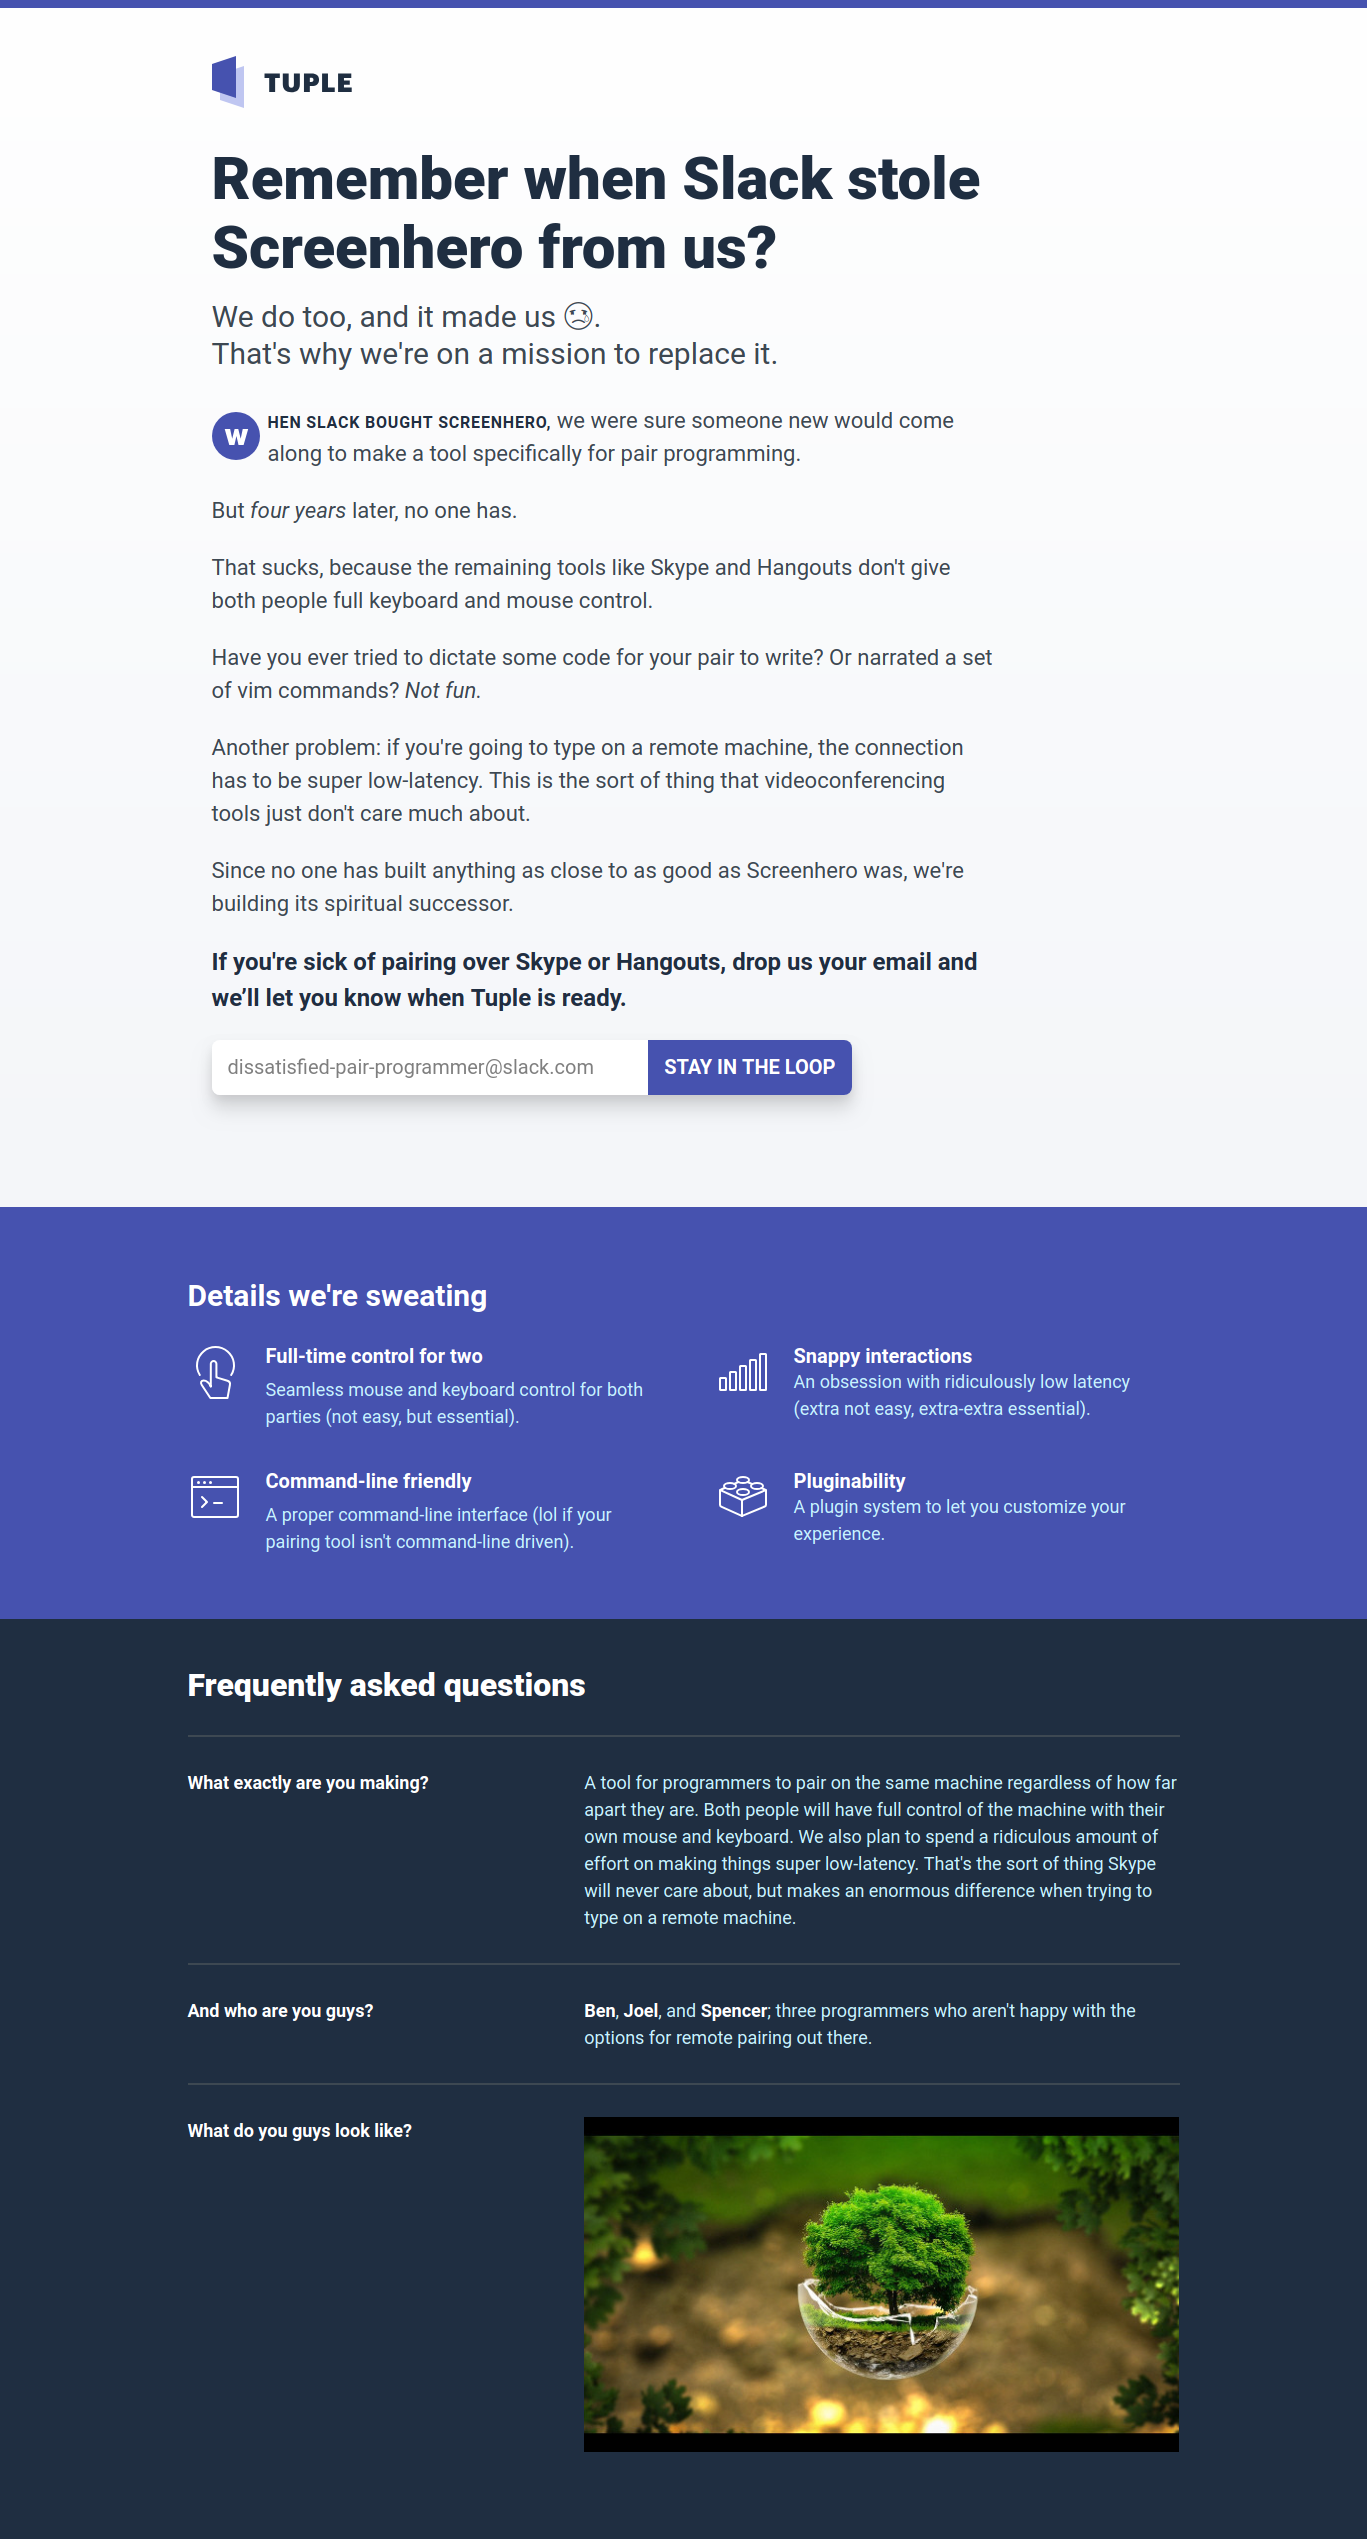 TUPLE
Remember when Slack stole
Screenhero from us?
We do too, and it made us 😢.
That's why we're on a mission to replace it.
WHEN SLACK BOUGHT SCREENHERO, we were sure someone new would come
along to make a tool specifically for pair programming.
But four years later, no one has.
That sucks, because the remaining tools like Skype and Hangouts don't give
both people full keyboard and mouse control.
Have you ever tried to dictate some code for your pair to write? Or narrated a set
of vim commands? Not fun.
Another problem: if you're going to type on a remote machine, the connection
has to be super low-latency. This is the sort of thing that videoconferencing
tools just don't care much about.
Since no one has built anything as close to as good as Screenhero was, we're
building its spiritual successor.
If you're sick of pairing over Skype or Hangouts, drop us your email and
we’ll let you know when Tuple is ready.
dissatisfied-pair-programmer@slack.com
STAY IN THE LOOP
Details we're sweating
Full-time control for two
Seamless mouse and keyboard control for both
parties (not easy, but essential).
Snappy interactions
An obsession with ridiculously low latency
(extra not easy, extra-extra essential).
Command-line friendly
A proper command-line interface (lol if your
pairing tool isn't command-line driven).
Pluginability
A plugin system to let you customize your
experience.
Frequently asked questions
What exactly are you making?
A tool for programmers to pair on the same machine regardless of how far
apart they are. Both people will have full control of the machine with their
own mouse and keyboard. We also plan to spend a ridiculous amount of
effort on making things super low-latency. That's the sort of thing Skype
will never care about, but makes an enormous difference when trying to
type on a remote machine.
And who are you guys?
Ben, Joel, and Spencer; three programmers who aren't happy with the
options for remote pairing out there.
What do you guys look like?